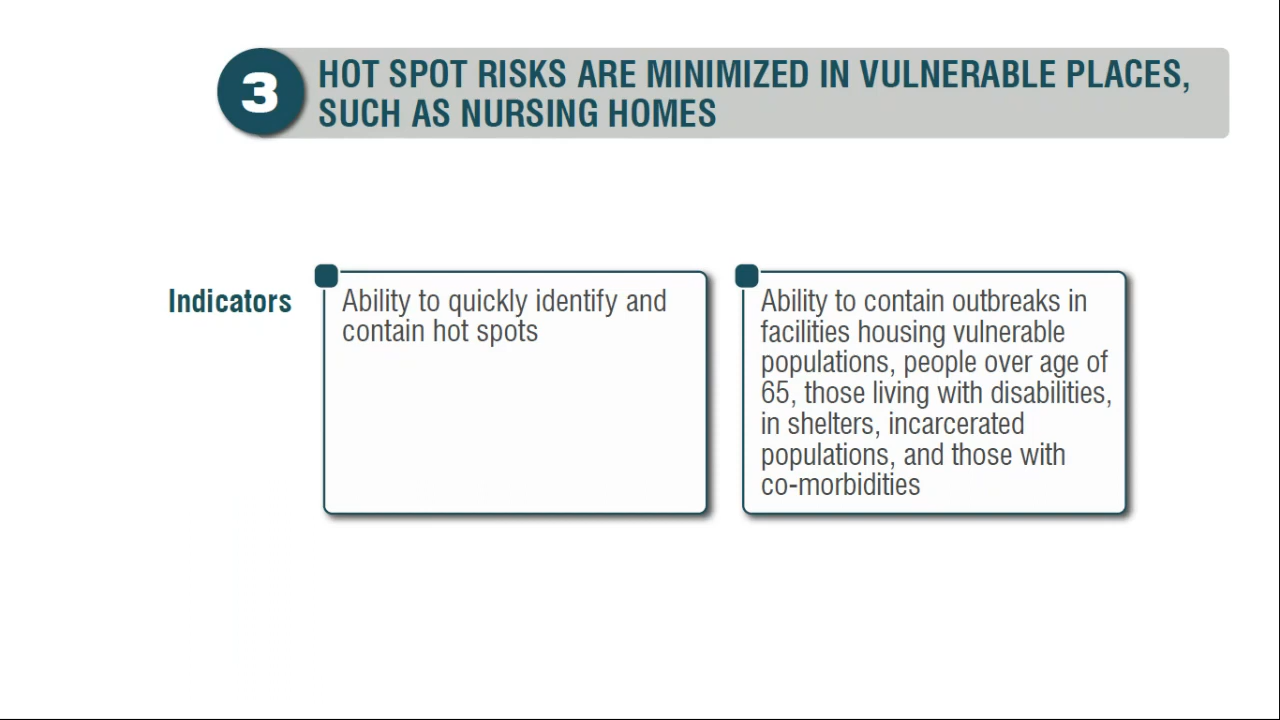 3
HOT SPOT RISKS ARE MINIMIZED IN VULNERABLE PLACES,
SUCH AS NURSING HOMES
Indicators
Ability to quickly identify and
contain hot spots
Ability to contain outbreaks in
facilities housing vulnerable
populations, people over age of
65, those living with disabilities,
in shelters, incarcerated
populations, and those with
co-morbidities